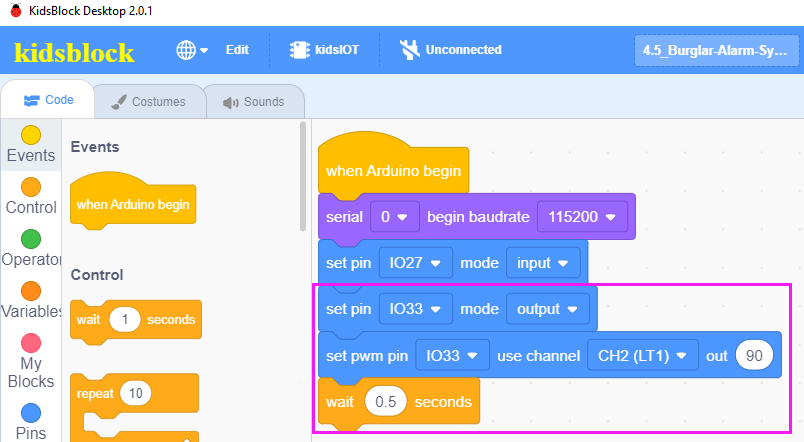 KidsBlock Desktop 2.0.1
kidsblock
Edit
kidsIOT
Unconnected
4.5_Burglar-Alarm-Sy...
Code
Costumes
Sounds
Events
Control
Operator
Variables
My
Blocks
Pins
Events
when Arduino begin
Control
wait 1 seconds
repeat 10
when Arduino begin
serial 0 begin baudrate 115200
set pin IO27 mode input
set pin IO33 mode output
set pwm pin IO33 use channel CH2 (LT1) out 90
wait 0.5 seconds